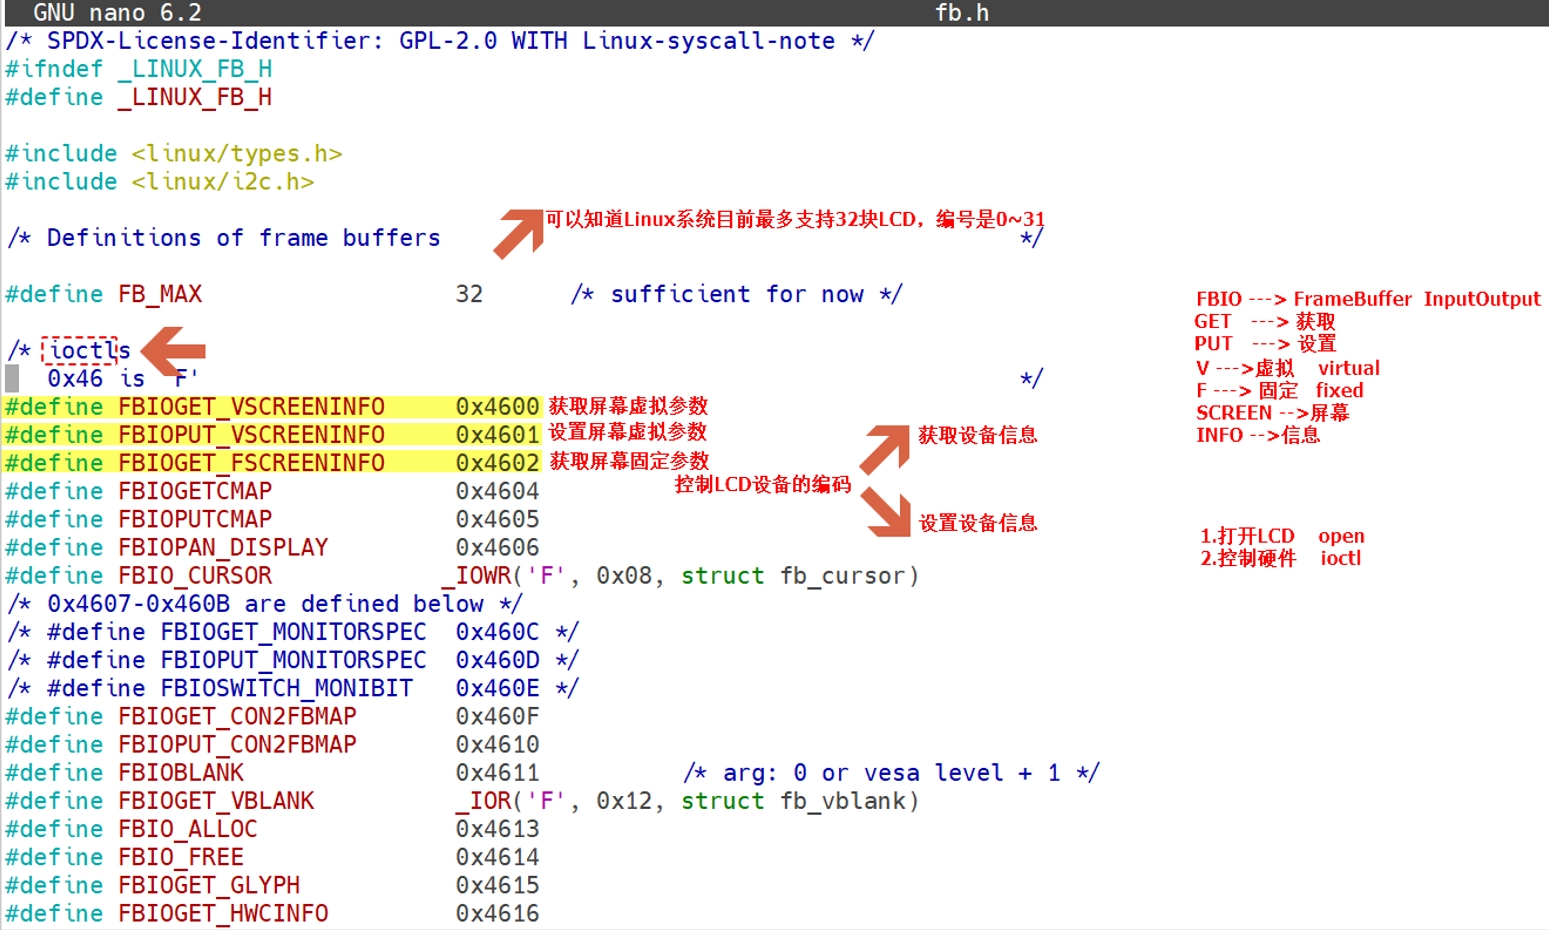 GNU nano 6.2 fb.h
/* SPDX-License-Identifier: GPL-2.0 WITH Linux-syscall-note */
#ifndef _LINUX_FB_H
#define _LINUX_FB_H
#include <linux/types.h>
#include <linux/i2c.h>
可以知道Linux系统目前最多支持32块LCD，编号是0~31
/* Definitions of frame buffers */
#define FB_MAX 32 /* sufficient for now */
FBIO ---> FrameBuffer InputOutput
GET ---> 获取
PUT ---> 设置
V --->虚拟 virtual
F ---> 固定 fixed
SCREEN -->屏幕
INFO -->信息
/* ioctls
0x46 is 'F' */
#define FBIOGET_VSCREENINFO 0x4600 获取屏幕虚拟参数
#define FBIOPUT_VSCREENINFO 0x4601 设置屏幕虚拟参数
#define FBIOGET_FSCREENINFO 0x4602 获取屏幕固定参数
获取设备信息
控制LCD设备的编码
设置设备信息
#define FBIOGETCMAP 0x4604
#define FBIOPUTCMAP 0x4605
#define FBIOPAN_DISPLAY 0x4606
1.打开LCD open
2.控制硬件 ioctl
#define FBIO_CURSOR _IOWR('F', 0x08, struct fb_cursor)
/* 0x4607-0x460B are defined below */
/* #define FBIOGET_MONITORSPEC 0x460C */
/* #define FBIOPUT_MONITORSPEC 0x460D */
/* #define FBIOSWITCH_MONIBIT 0x460E */
#define FBIOGET_CON2FBMAP 0x460F
#define FBIOPUT_CON2FBMAP 0x4610
#define FBIOBLANK 0x4611 /* arg: 0 or vesa level + 1 */
#define FBIOGET_VBLANK _IOR('F', 0x12, struct fb_vblank)
#define FBIO_ALLOC 0x4613
#define FBIO_FREE 0x4614
#define FBIOGET_GLYPH 0x4615
#define FBIOGET_HWCINFO 0x4616